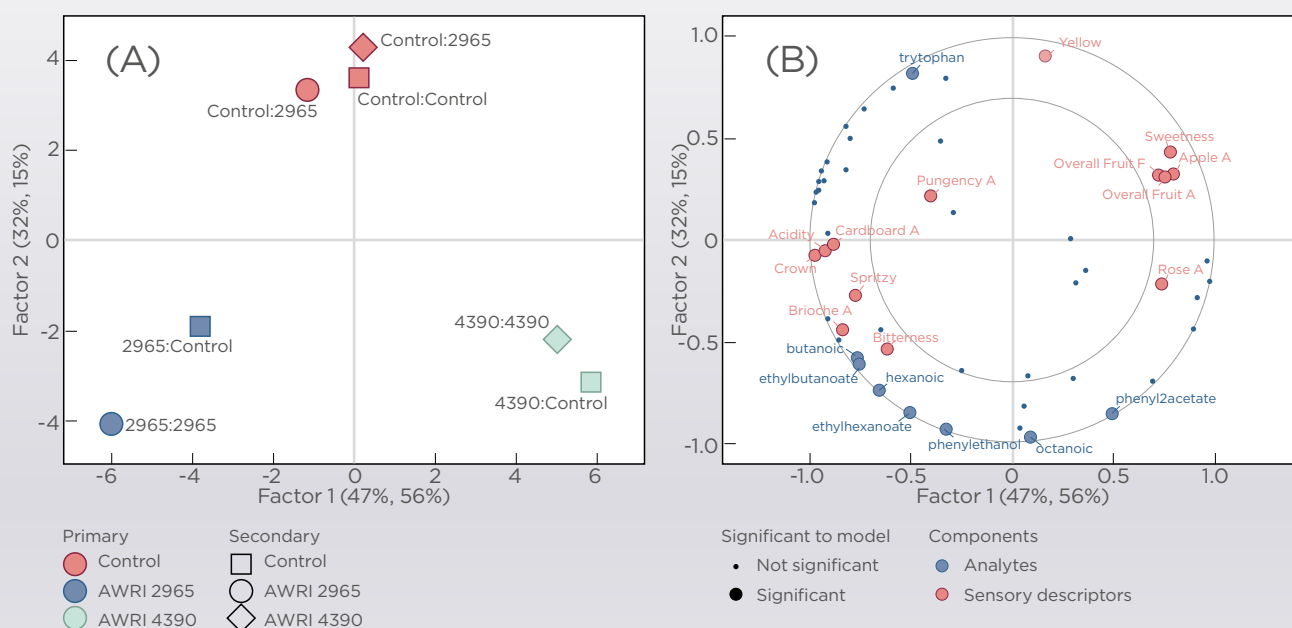 (A)
Control:2965
Control:Control
Control:2965
2965:Control
2965:2965
4390:4390
4390:Control
4
2
0
-2
-4
Factor 2 (32%, 15%)
-6
-4
-2
0
2
4
6
Factor 1 (47%, 56%)
Primary
Control
AWRI 2965
AWRI 4390
Secondary
Control
AWRI 2965
AWRI 4390
(B)
trytophan
Yellow
Sweetness
Overall Fruit F
Apple A
Overall Fruit A
Pungency A
Acidity
Cardboard A
Crown
Spritzy
Rose A
Brioche A
Bitterness
butanoic
ethylbutanoate
hexanoic
phenyl2acetate
ethylhexanoate
phenylethanol
octanoic
1.0
0.5
0
-0.5
-1.0
Factor 2 (32%, 15%)
-1.0
-0.5
0
0.5
1.0
Factor 1 (47%, 56%)
Significant to model
Not significant
Significant
Components
Analytes
Sensory descriptors